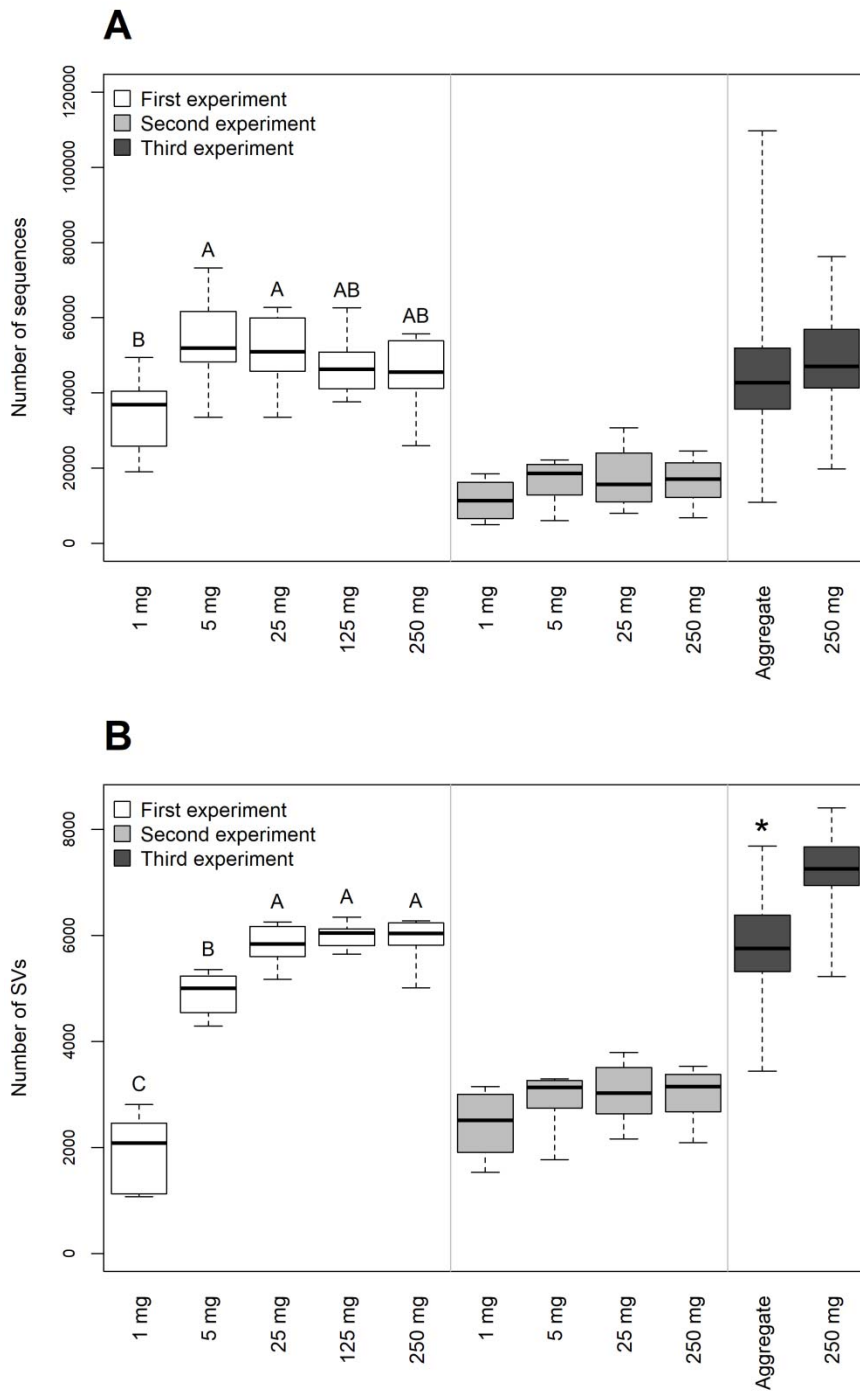 A
Number of sequences
120000
100000
80000
60000
40000
20000
0
First experiment
Second experiment
Third experiment
B
A
A
AB
AB
1 mg
5 mg
25 mg
125 mg
250 mg
1 mg
5 mg
25 mg
250 mg
Aggregate
250 mg
B
Number of SVs
8000
6000
4000
2000
0
First experiment
Second experiment
Third experiment
C
B
A
A
A
*
1 mg
5 mg
25 mg
125 mg
250 mg
1 mg
5 mg
25 mg
250 mg
Aggregate
250 mg